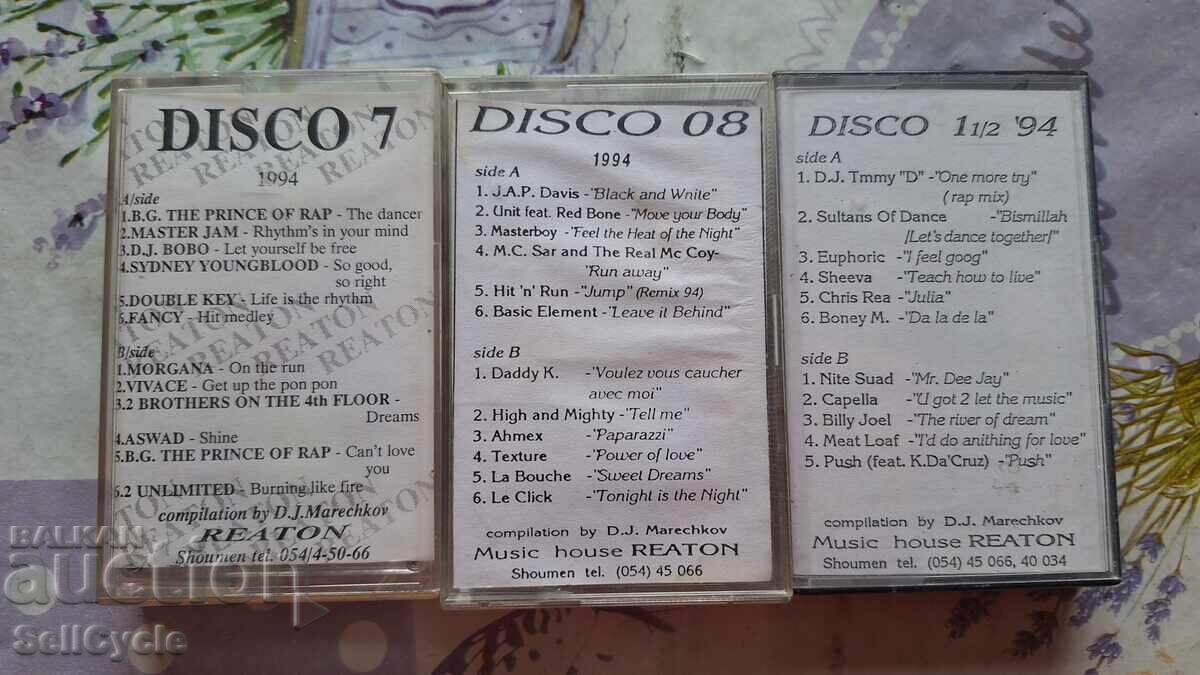 DISCO 7
1994
A/side
1.B.G. THE PRINCE OF RAP - The dancer
2.MASTER JAM - Rhythm's in your mind
3.D.J. BOBO - Let yourself be free
4.SYDNEY YOUNGBLOOD - So good,
so right
5.DOUBLE KEY - Life is the rhythm
6.FANCY - Hit medley
B/side
1.MORGANA - On the run
2.VIVACE - Get up the pon pon
3.2 BROTHERS ON THE 4th FLOOR -
Dreams
4.ASWAD - Shine
5.B.G. THE PRINCE OF RAP - Can't love
you
6.2 UNLIMITED - Burning like fire
compilation by D.J.Marechkov
REATON
Shoumen tel. 054/4-50-66
REATON
REATON
REATON
REATON
REATON
REATON
DISCO 08
1994
side A
1. J.A.P. Davis -"Black and Wnite"
2. Unit feat. Red Bone -"Move your Body"
3. Masterboy -"Feel the Heat of the Night"
4. M.C. Sar and The Real Mc Coy-
"Run away"
5. Hit 'n' Run -"Jump" (Remix 94)
6. Basic Element -"Leave it Behind"
side B
1. Daddy K. -"Voulez vous caucher
avec moi"
2. High and Mighty -"Tell me"
3. Ahmex -"Paparazzi"
4. Texture -"Power of love"
5. La Bouche -"Sweet Dreams"
6. Le Click -"Tonight is the Night"
compilation by D.J. Marechkov
Music house REATON
Shoumen tel. (054) 45 066
DISCO 1 1/2 '94
side A
1. D.J. Tmmy "D" -"One more try"
(rap mix)
2. Sultans Of Dance -"Bismillah
/Let's dance together/"
3. Euphoric -"I feel goog"
4. Sheeva -"Teach how to live"
5. Chris Rea -"Julia"
6. Boney M. -"Da la de la"
side B
1. Nite Suad -"Mr. Dee Jay"
2. Capella -"U got 2 let the music"
3. Billy Joel -"The river of dream"
4. Meat Loaf -"I'd do anithing for love"
5. Push (feat. K.Da'Cruz) -"Push"
compilation by D.J. Marechkov
Music house REATON
Shoumen tel. (054) 45 066, 40 034
BALKAN
auction
SellCycle